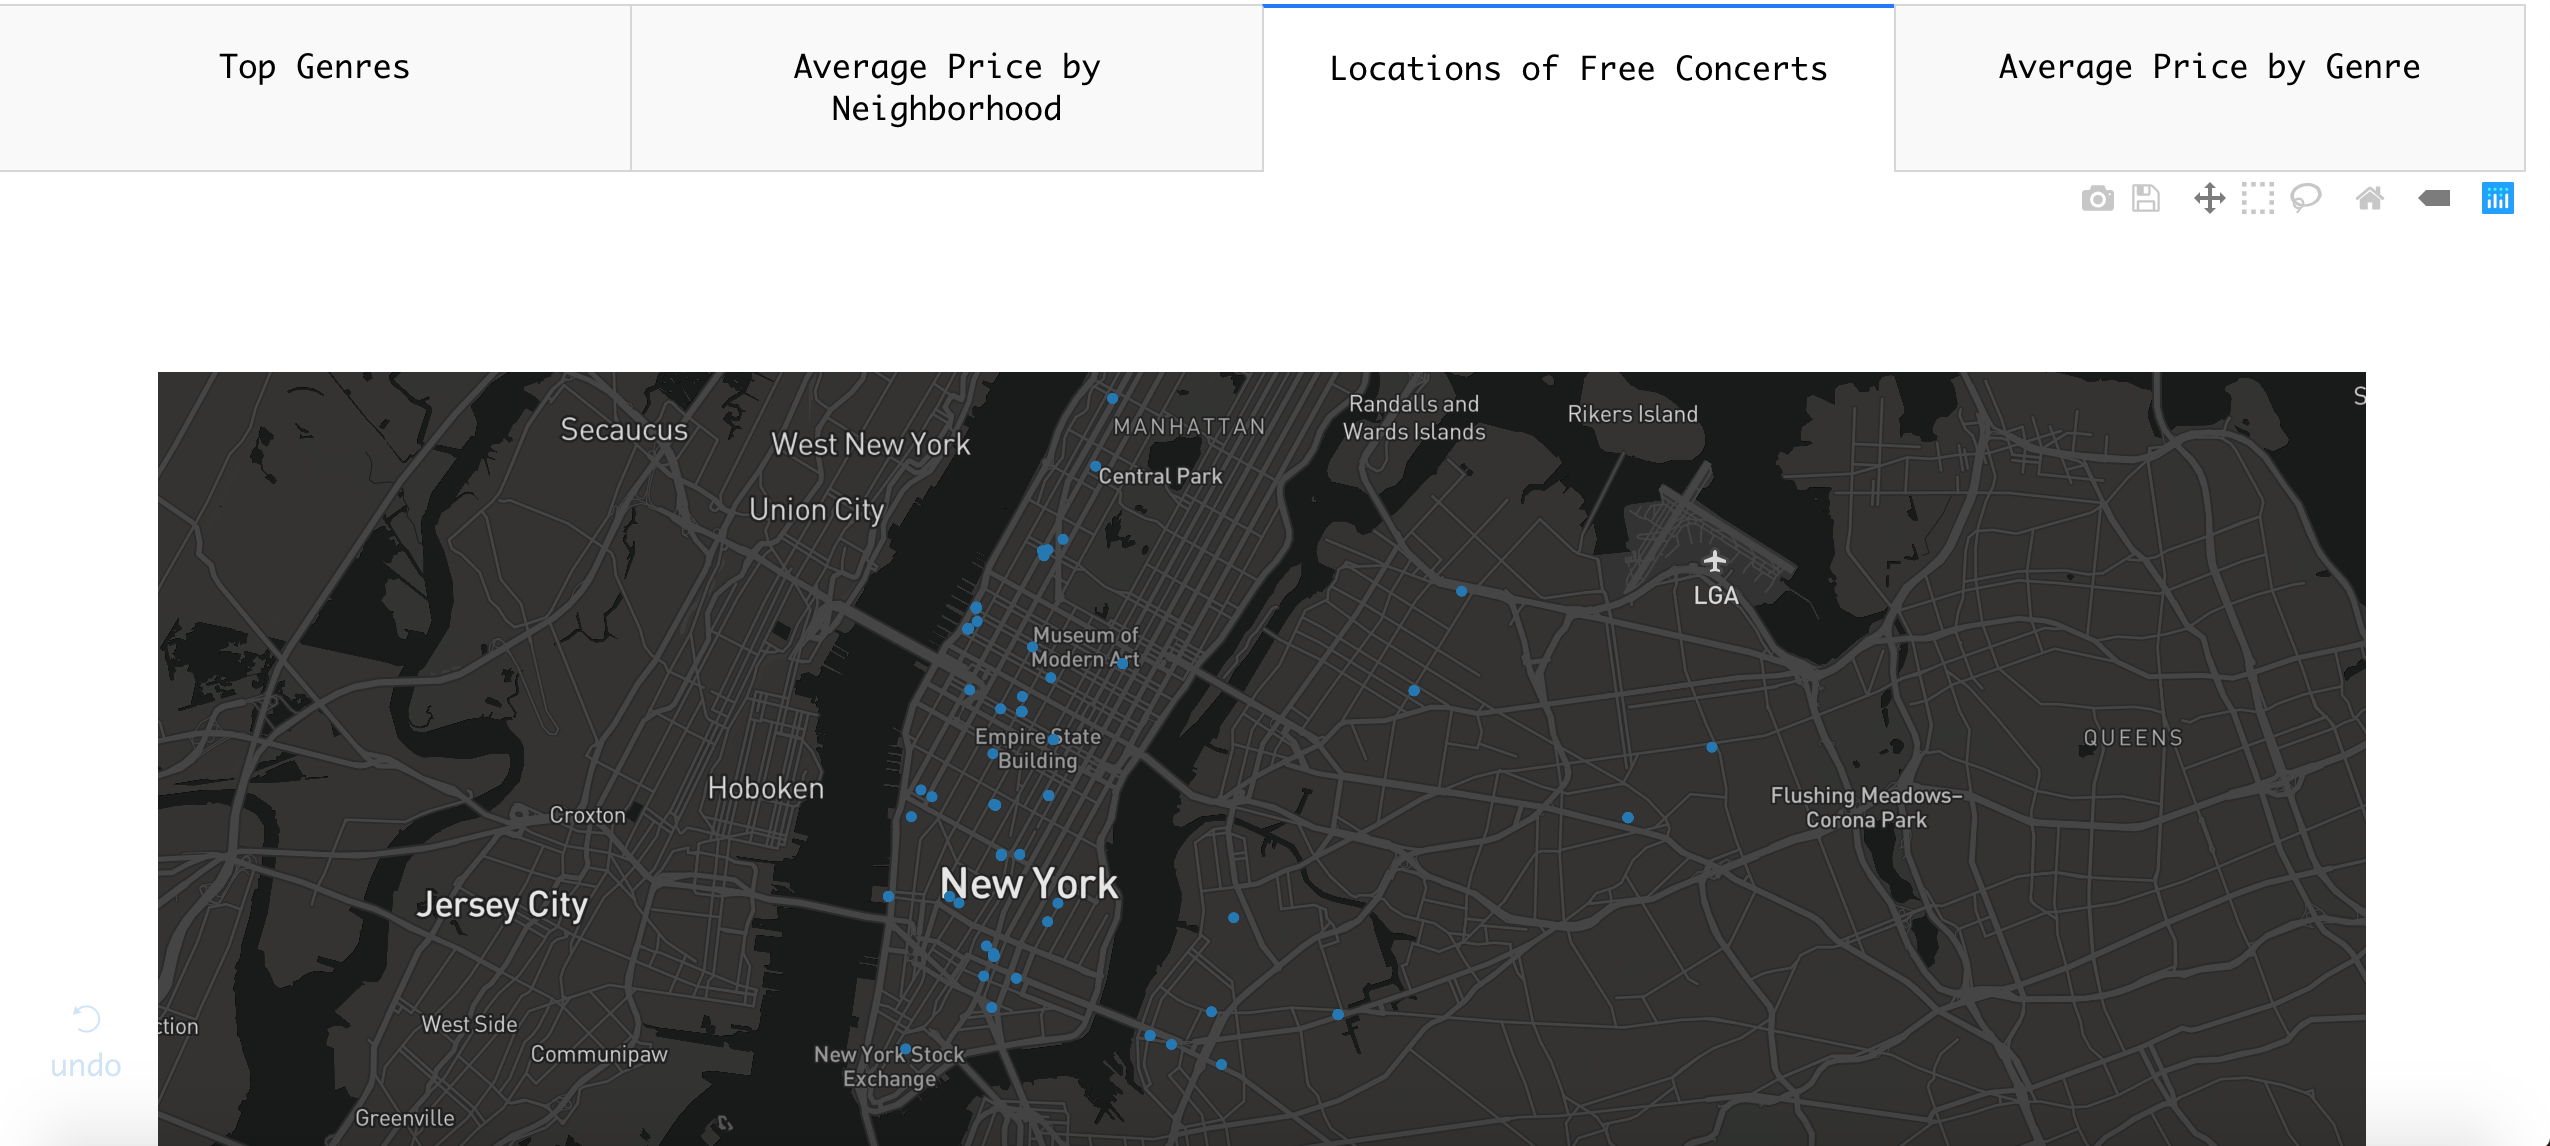 Top Genres
Average Price by
Neighborhood
Locations of Free Concerts
Average Price by Genre
S
Randalls and
Wards Islands
Rikers Island
MANHATTAN
Secaucus
West New York
Central Park
Union City
LGA
Museum of
Modern Art
Empire State
Building
QUEENS
Hoboken
Croxton
Flushing Meadows–
Corona Park
New York
Jersey City
ction
West Side
Communipaw
New York Stock
Exchange
undo
Greenville